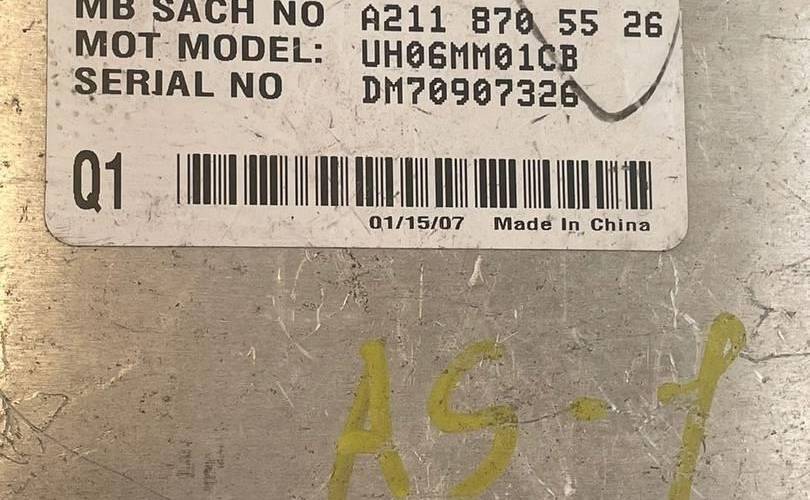 MB SACH NO A211 870 55 26
MOT MODEL: UH06MM01CB
SERIAL NO DM70907326
Q1
01/15/07 Made In China
AS-1